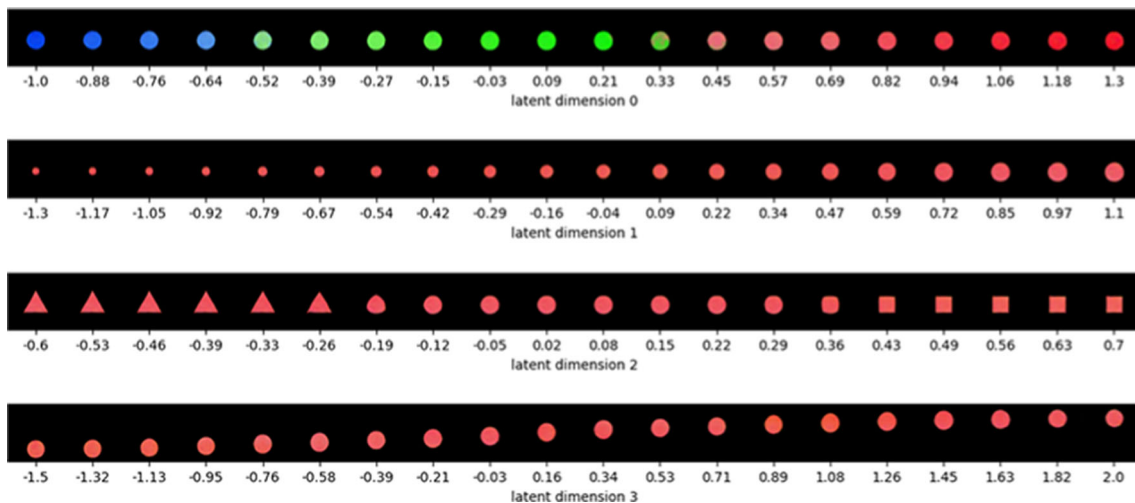 -1.0 -0.88 -0.76 -0.64 -0.52 -0.39 -0.27 -0.15 -0.03 0.09 0.21 0.33 0.45 0.57 0.69 0.82 0.94 1.06 1.18 1.3
latent dimension 0
-1.3 -1.17 -1.05 -0.92 -0.79 -0.67 -0.54 -0.42 -0.29 -0.16 -0.04 0.09 0.22 0.34 0.47 0.59 0.72 0.85 0.97 1.1
latent dimension 1
-0.6 -0.53 -0.46 -0.39 -0.33 -0.26 -0.19 -0.12 -0.05 0.02 0.08 0.15 0.22 0.29 0.36 0.43 0.49 0.56 0.63 0.7
latent dimension 2
-1.5 -1.32 -1.13 -0.95 -0.76 -0.58 -0.39 -0.21 -0.03 0.16 0.34 0.53 0.71 0.89 1.08 1.26 1.45 1.63 1.82 2.0
latent dimension 3